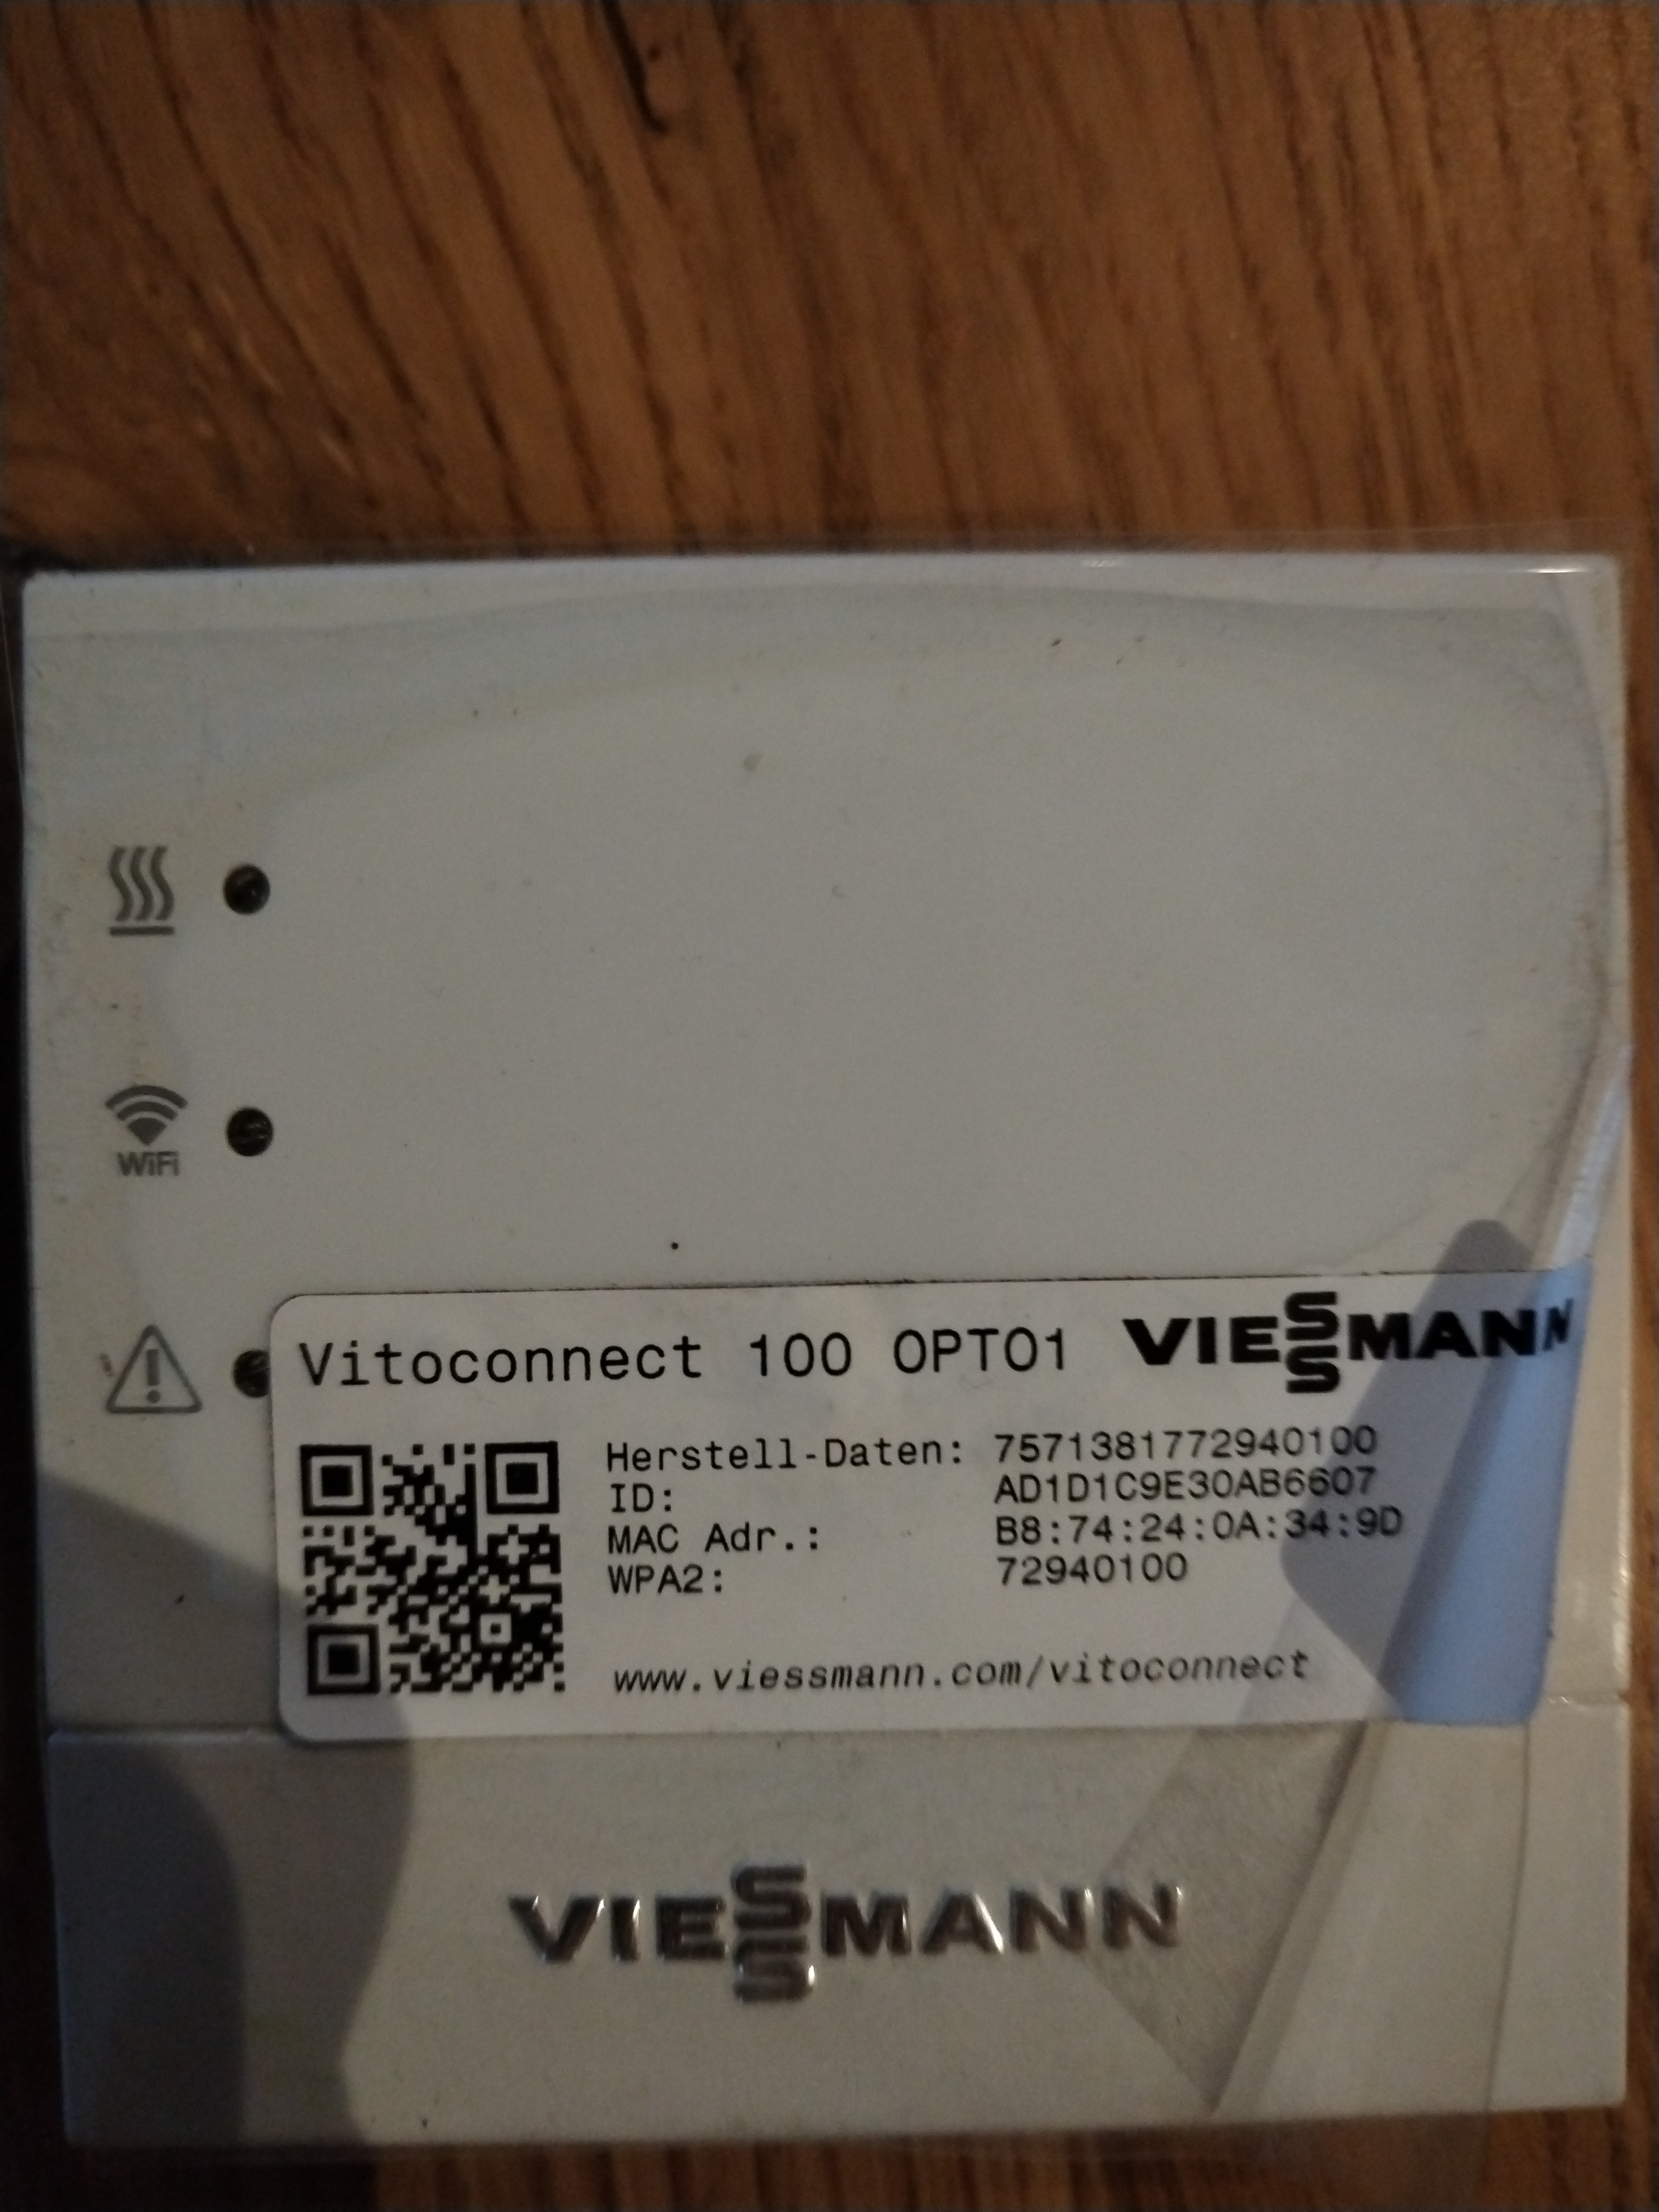 WiFi
Vitoconnect 100 OPTO1 VIESSMANN
Herstell-Daten: 7571381772940100
ID: AD1D1C9E30AB6607
MAC Adr.: B8:74:24:0A:34:9D
WPA2: 72940100
www.viessmann.com/vitoconnect
VIESSMANN